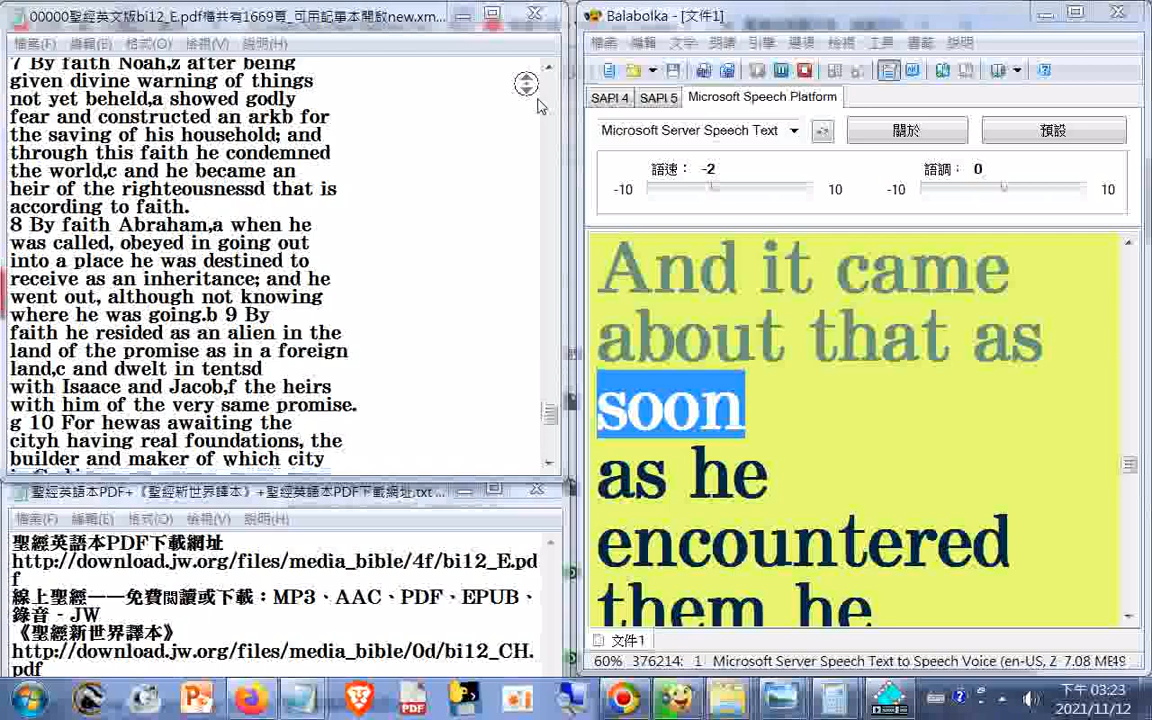 00000聖經英文版bi12_E.pdf檔共有1669頁_可用記事本開啟new.xm...
檔案(F) 編輯(E) 格式(O) 檢視(V) 說明(H)
7 By faith Noah,z after being
given divine warning of things
not yet beheld,a showed godly
fear and constructed an arkb for
the saving of his household; and
through this faith he condemned
the world,c and he became an
heir of the righteousnessd that is
according to faith.
8 By faith Abraham,a when he
was called, obeyed in going out
into a place he was destined to
receive as an inheritance; and he
went out, although not knowing
where he was going.b 9 By
faith he resided as an alien in the
land of the promise as in a foreign
land,c and dwelt in tentsd
with Isaace and Jacob,f the heirs
with him of the very same promise.
g 10 For hewas awaiting the
cityh having real foundations, the
builder and maker of which city
聖經英語本PDF+《聖經新世界譯本》+聖經英語本PDF下載網址.txt ...
檔案(F) 編輯(E) 格式(O) 檢視(V) 說明(H)
聖經英語本PDF下載網址
http://download.jw.org/files/media_bible/4f/bi12_E.pd
f
線上聖經——免費閱讀或下載：MP3、AAC、PDF、EPUB、
錄音 - JW
《聖經新世界譯本》
http://download.jw.org/files/media_bible/0d/bi12_CH.
pdf
Balabolka - [文件1]
檔案 編輯 文字 朗讀 引擎 選項 檢視 工具 書籤 說明
SAPI 4 SAPI 5 Microsoft Speech Platform
Microsoft Server Speech Text 關於 預設
語速： -2 語調： 0
-10 10 -10 10
And it came
about that as
soon
as he
encountered
them he
文件1
60% 376214: 1 Microsoft Server Speech Text to Speech Voice (en-US, Z 7.08 ME49
下午 03:23
2021/11/12